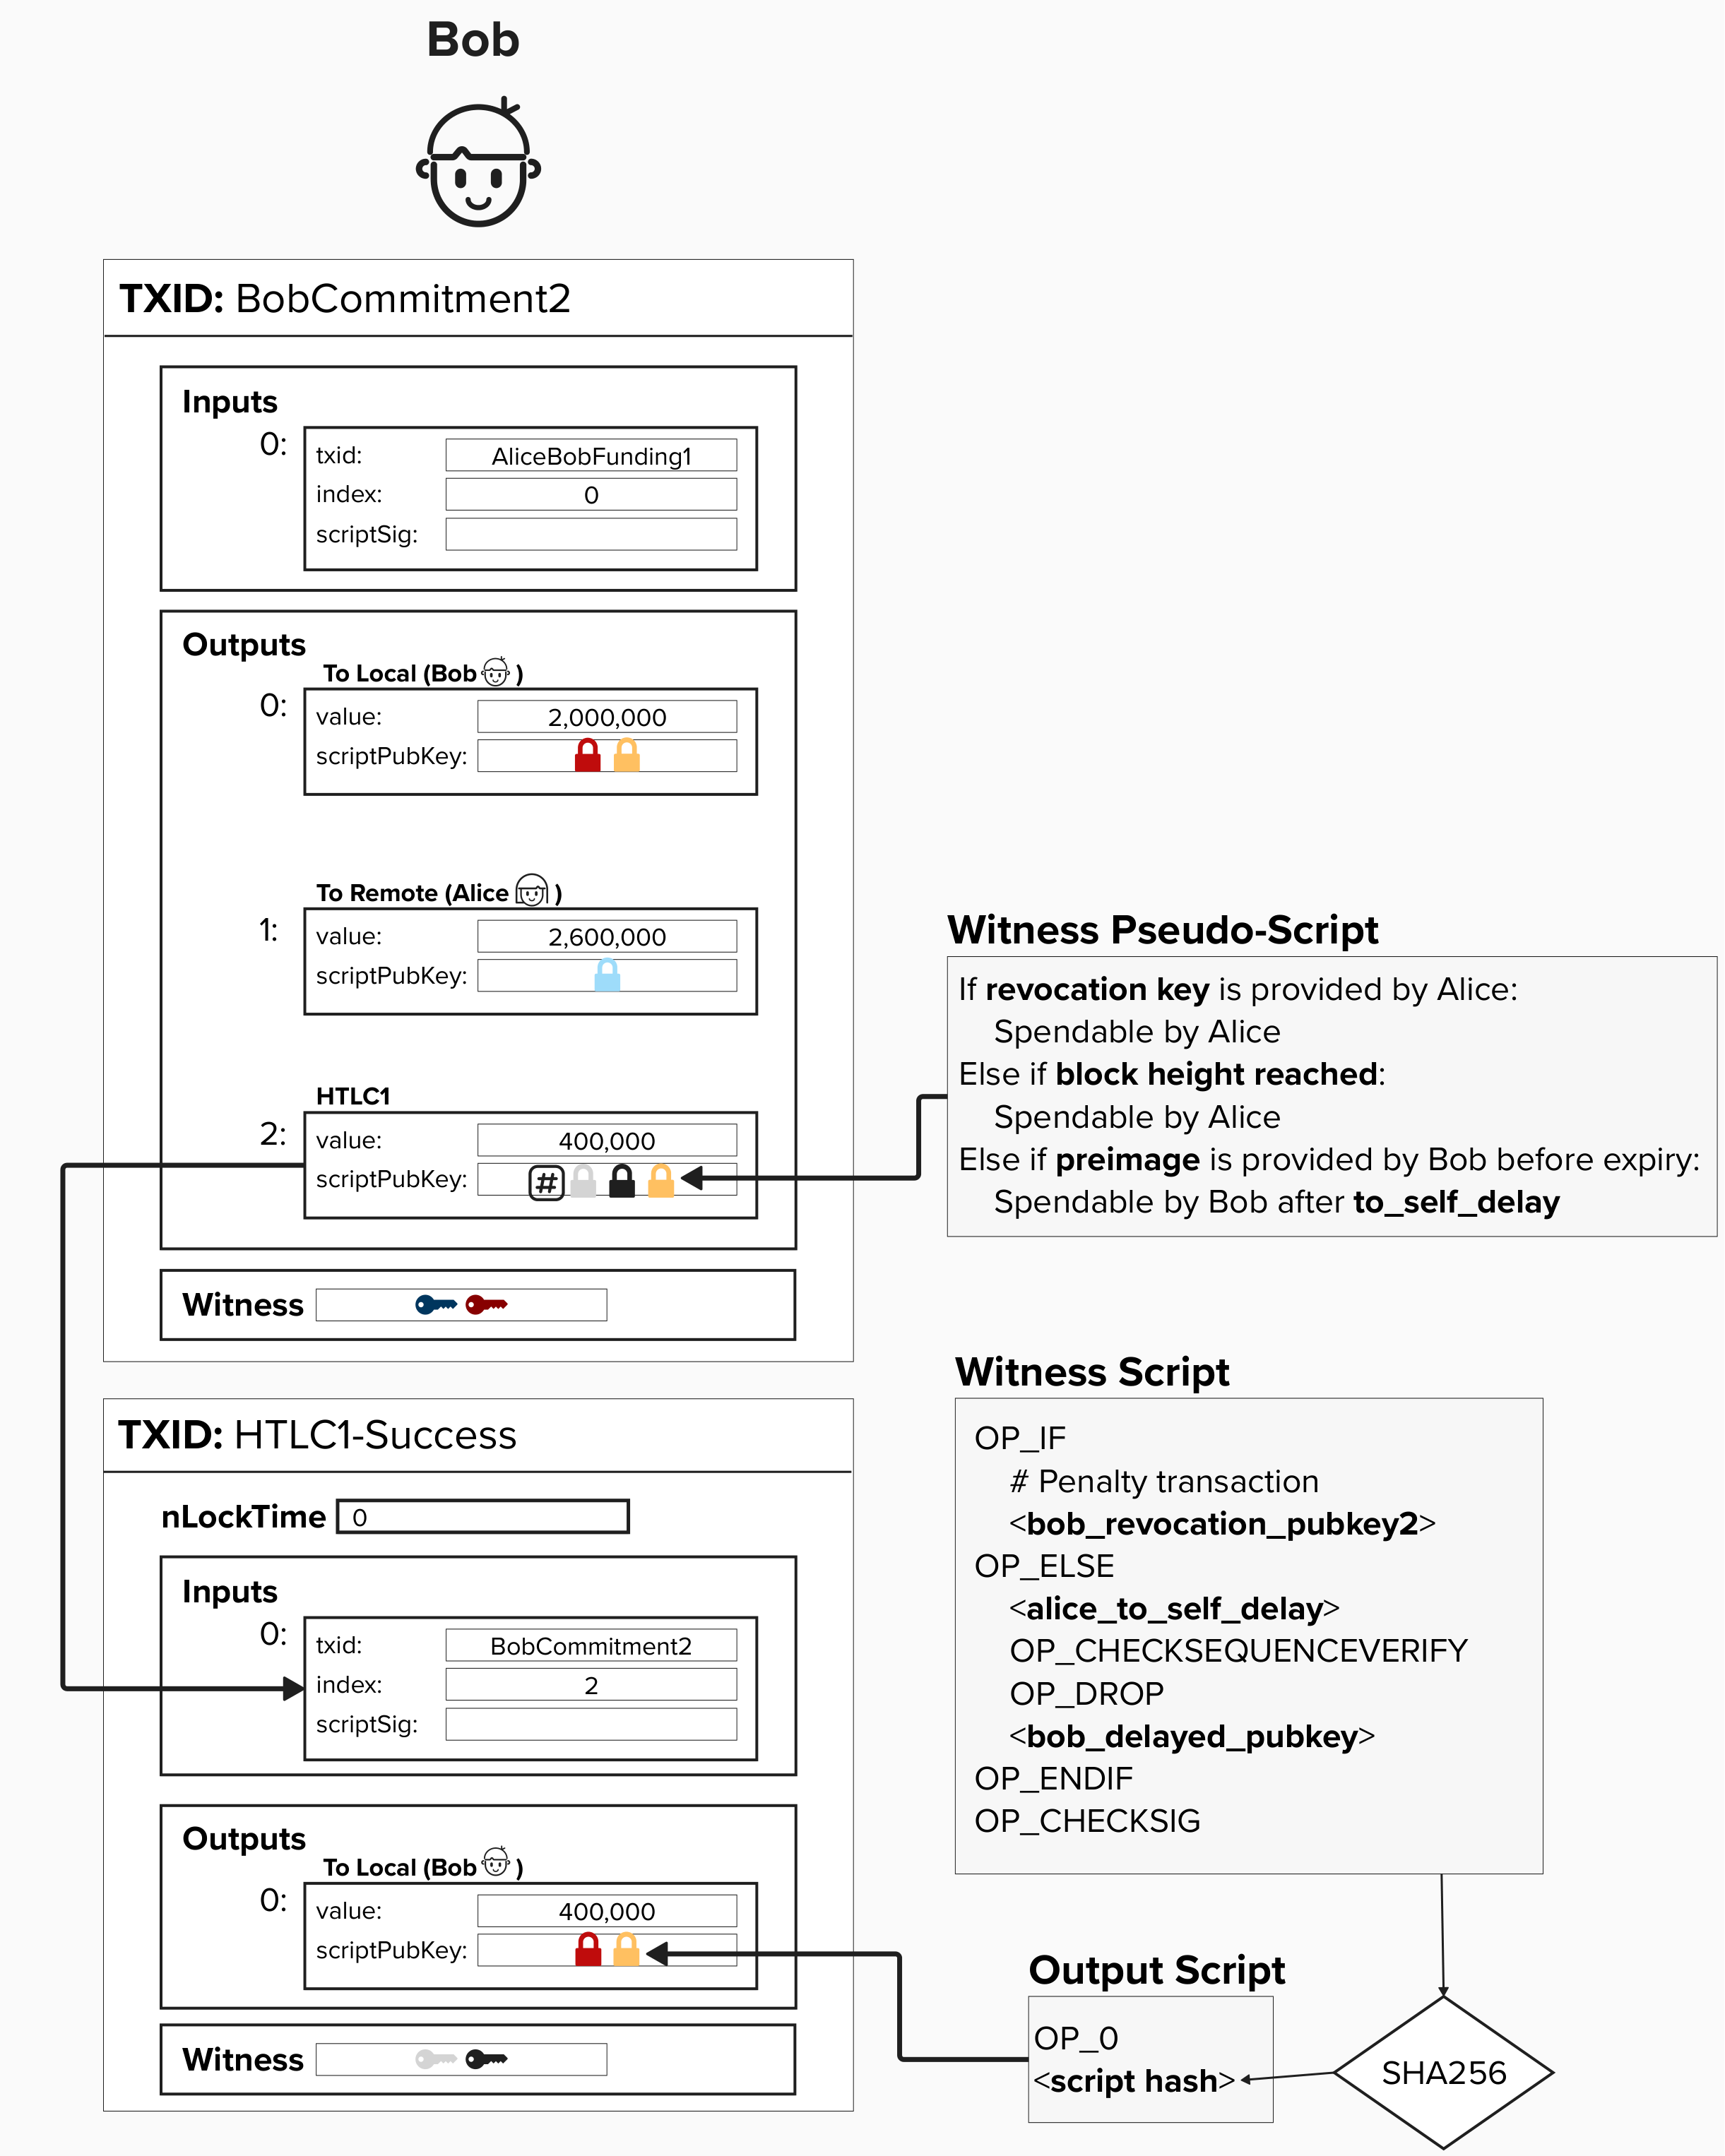 Bob
TXID: BobCommitment2
Inputs
0:
txid: AliceBobFunding1
index: 0
scriptSig:
Outputs
To Local (Bob )
0:
value: 2,000,000
scriptPubKey:
To Remote (Alice )
1:
value: 2,600,000
scriptPubKey:
HTLC1
2:
value: 400,000
scriptPubKey: #
Witness
Witness Pseudo-Script
If revocation key is provided by Alice:
Spendable by Alice
Else if block height reached:
Spendable by Alice
Else if preimage is provided by Bob before expiry:
Spendable by Bob after to_self_delay
TXID: HTLC1-Success
nLockTime 0
Inputs
0:
txid: BobCommitment2
index: 2
scriptSig:
Outputs
To Local (Bob )
0:
value: 400,000
scriptPubKey:
Witness
Witness Script
OP_IF
# Penalty transaction
<bob_revocation_pubkey2>
OP_ELSE
<alice_to_self_delay>
OP_CHECKSEQUENCEVERIFY
OP_DROP
<bob_delayed_pubkey>
OP_ENDIF
OP_CHECKSIG
Output Script
OP_0
<script hash>
SHA256